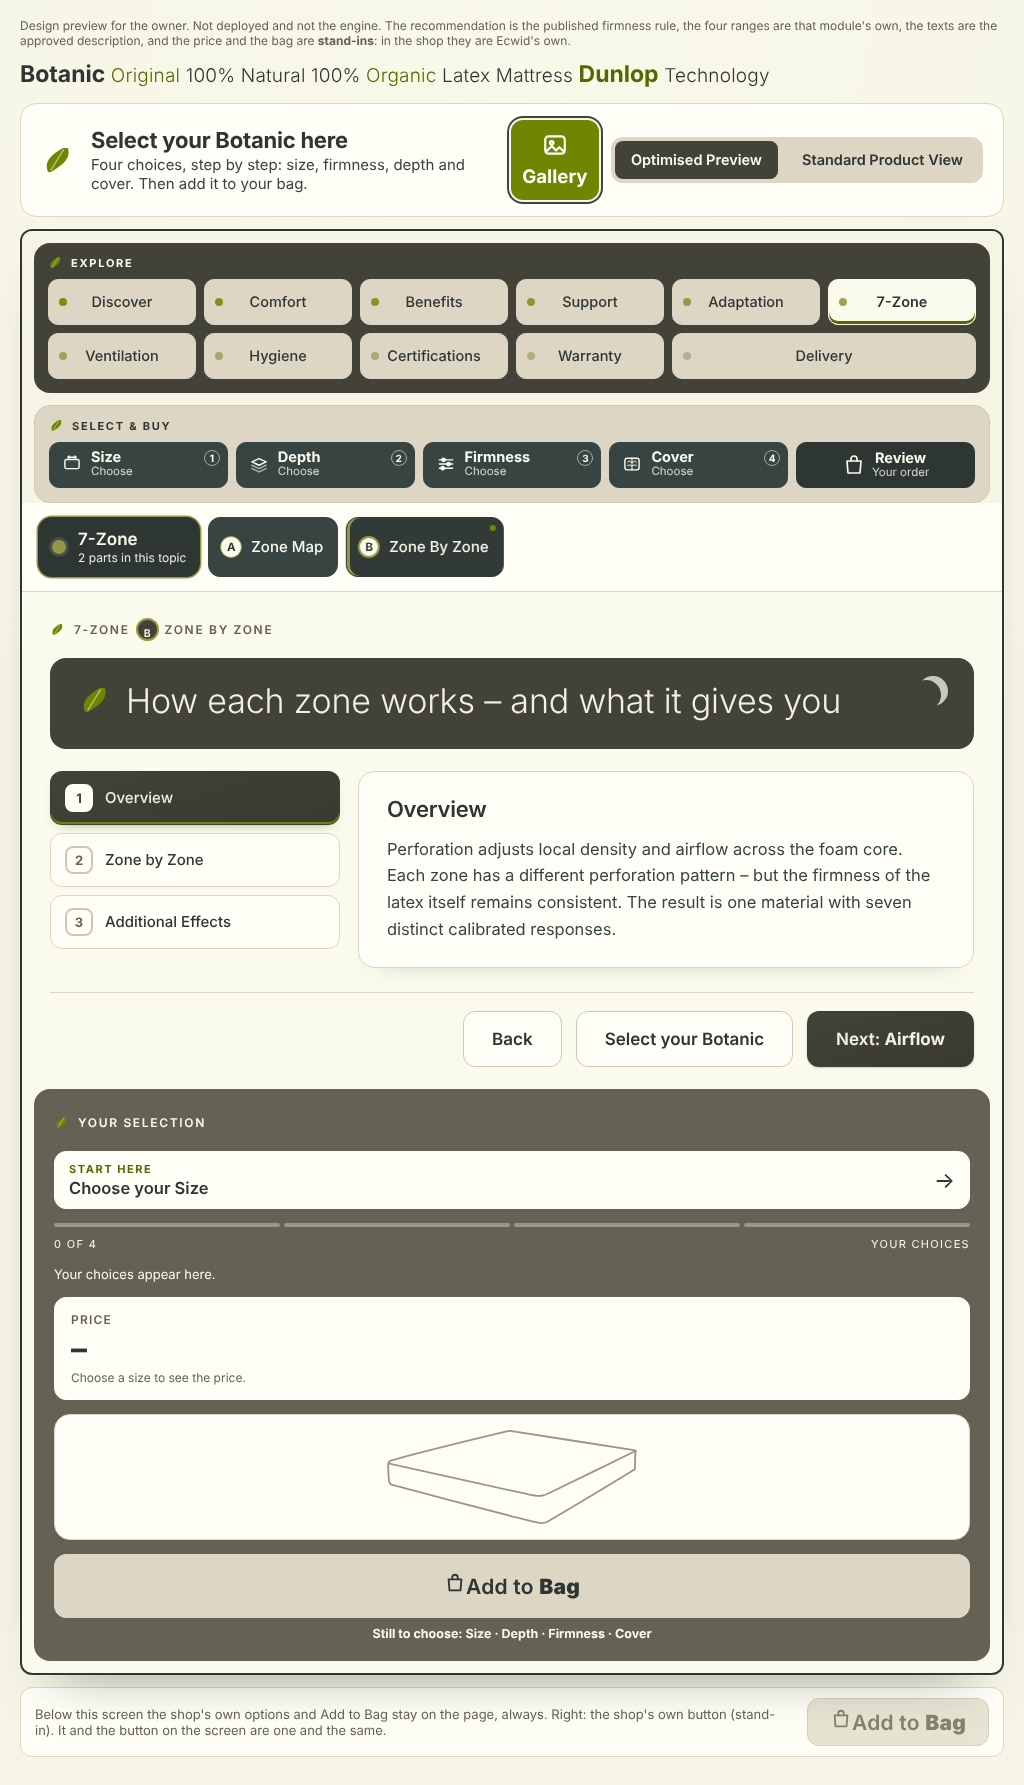 Design preview for the owner. Not deployed and not the engine. The recommendation is the published firmness rule, the four ranges are that module's own, the texts are the
approved description, and the price and the bag are stand-ins: in the shop they are Ecwid's own.
Botanic Original 100% Natural 100% Organic Latex Mattress Dunlop Technology
Select your Botanic here
Four choices, step by step: size, firmness, depth and
cover. Then add it to your bag.
Gallery
Optimised Preview
Standard Product View
EXPLORE
Discover
Comfort
Benefits
Support
Adaptation
7-Zone
Ventilation
Hygiene
Certifications
Warranty
Delivery
SELECT & BUY
Size
Choose
1
Depth
Choose
2
Firmness
Choose
3
Cover
Choose
4
Review
Your order
7-Zone
2 parts in this topic
A Zone Map
B Zone By Zone
7-ZONE B ZONE BY ZONE
How each zone works – and what it gives you
1 Overview
2 Zone by Zone
3 Additional Effects
Overview
Perforation adjusts local density and airflow across the foam core.
Each zone has a different perforation pattern – but the firmness of the
latex itself remains consistent. The result is one material with seven
distinct calibrated responses.
Back
Select your Botanic
Next: Airflow
YOUR SELECTION
START HERE
Choose your Size
0 OF 4
YOUR CHOICES
Your choices appear here.
PRICE
–
Choose a size to see the price.
Add to Bag
Still to choose: Size · Depth · Firmness · Cover
Below this screen the shop's own options and Add to Bag stay on the page, always. Right: the shop's own button (stand-
in). It and the button on the screen are one and the same.
Add to Bag